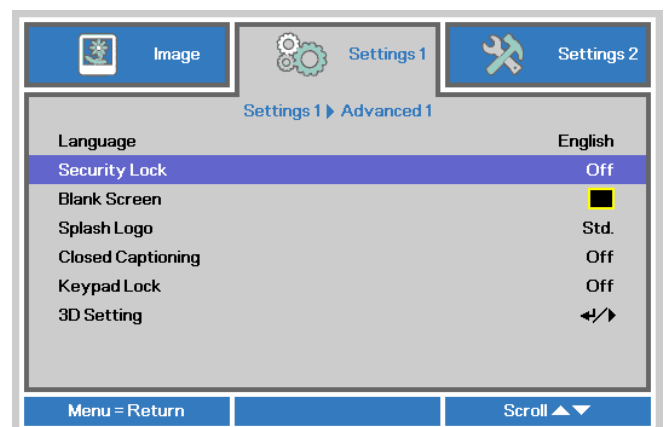 Image Settings 1 Settings 2
Settings 1 ▶ Advanced 1
Language English
Security Lock Off
Blank Screen
Splash Logo Std.
Closed Captioning Off
Keypad Lock Off
3D Setting ↵/▶
Menu = Return Scroll ▲▼